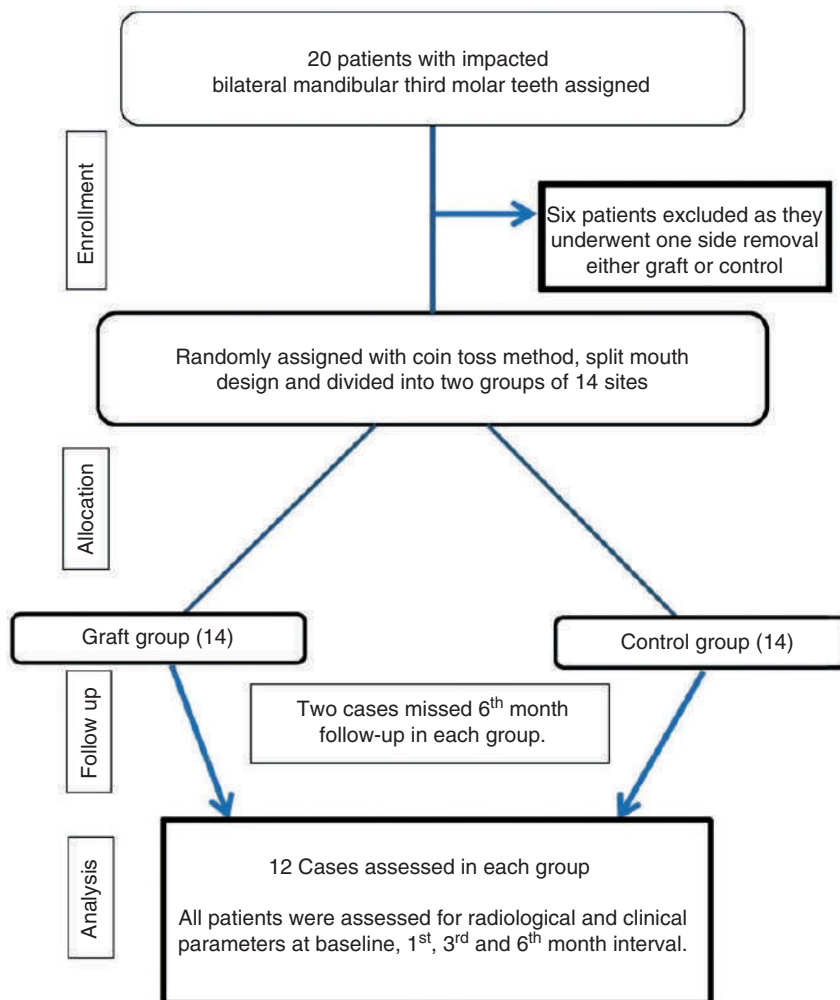 20 patients with impacted
bilateral mandibular third molar teeth assigned
Enrollment
Six patients excluded as they
underwent one side removal
either graft or control
Randomly assigned with coin toss method, split mouth
design and divided into two groups of 14 sites
Allocation
Graft group (14)
Control group (14)
Follow up
Two cases missed 6th month
follow-up in each group.
Analysis
12 Cases assessed in each group
All patients were assessed for radiological and clinical
parameters at baseline, 1st, 3rd and 6th month interval.